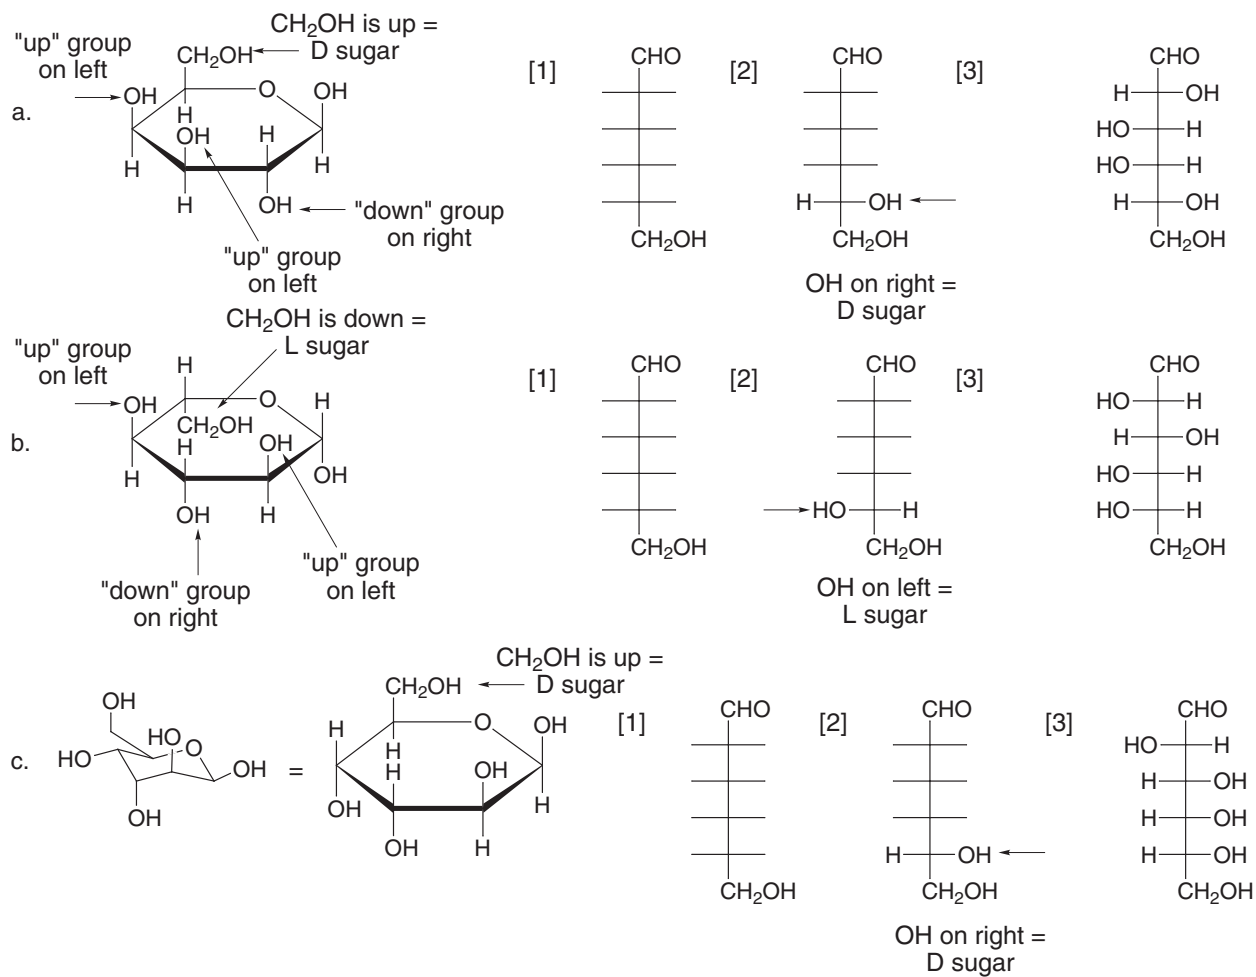 a.
"up" group
on left
CH₂OH is up =
D sugar
CH₂OH
OH
O
OH
H
OH
H
H
H
H
OH
"down" group
on right
"up" group
on left
[1]
CHO
CH₂OH
[2]
CHO
H
OH
CH₂OH
OH on right =
D sugar
[3]
CHO
H
OH
HO
H
HO
H
H
OH
CH₂OH
b.
CH₂OH is down =
L sugar
"up" group
on left
H
OH
O
H
CH₂OH
H
OH
H
OH
OH
H
"down" group
on right
"up" group
on left
[1]
CHO
CH₂OH
[2]
CHO
HO
H
CH₂OH
OH on left =
L sugar
[3]
CHO
HO
H
H
OH
HO
H
HO
H
CH₂OH
c.
OH
HO
HO
O
OH
OH
=
CH₂OH is up =
D sugar
CH₂OH
H
O
OH
H
H
OH
OH
H
OH
H
[1]
CHO
CH₂OH
[2]
CHO
H
OH
CH₂OH
OH on right =
D sugar
[3]
CHO
HO
H
H
OH
H
OH
H
OH
CH₂OH